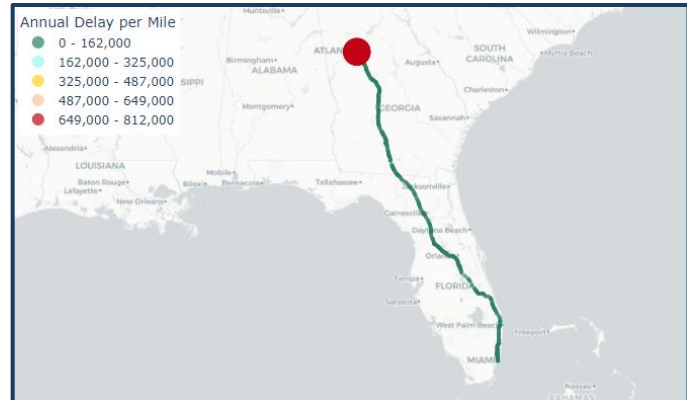 Annual Delay per Mile
0 - 162,000
162,000 - 325,000
325,000 - 487,000
487,000 - 649,000
649,000 - 812,000
Huntsville•
ATLAN
Birmingham•
ALABAMA
SIPPI
Montgomery•
Augusta•
SOUTH
CAROLINA
Wilmington•
•Myrtle Beach
Charleston•
GEORGIA
Savannah•
Alexandria•
LOUISIANA
Baton Rouge•
Lafayette•
New Orleans•
Mobile•
Biloxi•
Pensacola•
Tallahassee•
Jacksonville•
Gainesville•
Daytona Beach•
Orlando
Tampa•
Sarasota•
FLORIDA
West Palm Beach
Freeport•
MIAMI
Nassau•
BAHAMAS